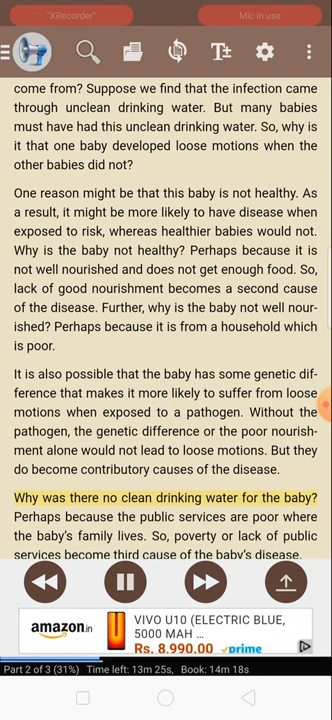 "XRecorder"
Mic in use
come from? Suppose we find that the infection came
through unclean drinking water. But many babies
must have had this unclean drinking water. So, why is
it that one baby developed loose motions when the
other babies did not?
One reason might be that this baby is not healthy. As
a result, it might be more likely to have disease when
exposed to risk, whereas healthier babies would not.
Why is the baby not healthy? Perhaps because it is
not well nourished and does not get enough food. So,
lack of good nourishment becomes a second cause
of the disease. Further, why is the baby not well nour-
ished? Perhaps because it is from a household which
is poor.
It is also possible that the baby has some genetic dif-
ference that makes it more likely to suffer from loose
motions when exposed to a pathogen. Without the
pathogen, the genetic difference or the poor nourish-
ment alone would not lead to loose motions. But they
do become contributory causes of the disease.
Why was there no clean drinking water for the baby?
Perhaps because the public services are poor where
the baby's family lives. So, poverty or lack of public
services become third cause of the baby's disease.
amazon.in
VIVO U10 (ELECTRIC BLUE,
5000 MAH ...
Rs. 8,990.00 prime
Part 2 of 3 (31%) Time left: 13m 25s, Book: 14m 18s